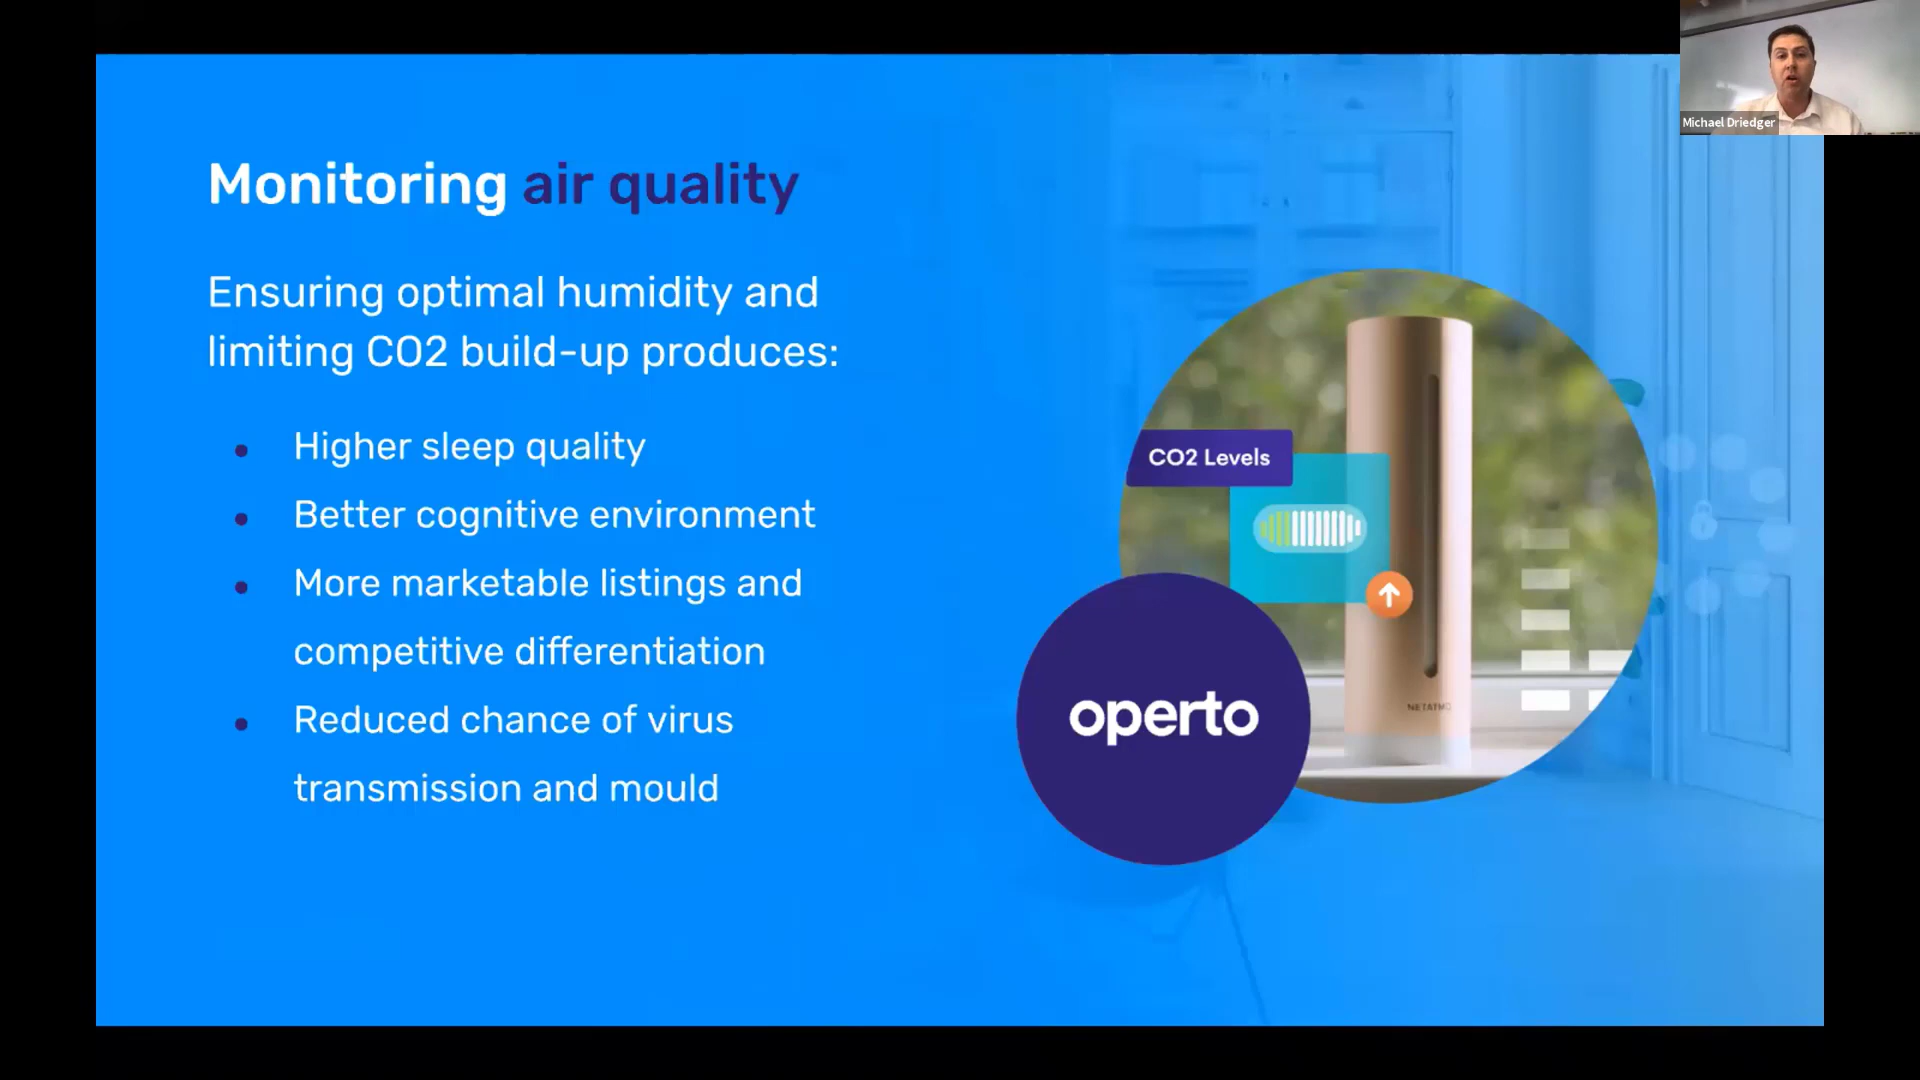 Michael Driedger
Monitoring air quality
Ensuring optimal humidity and
limiting CO2 build-up produces:
• Higher sleep quality
• Better cognitive environment
• More marketable listings and
competitive differentiation
• Reduced chance of virus
transmission and mould
CO2 Levels
NETATMO
operto